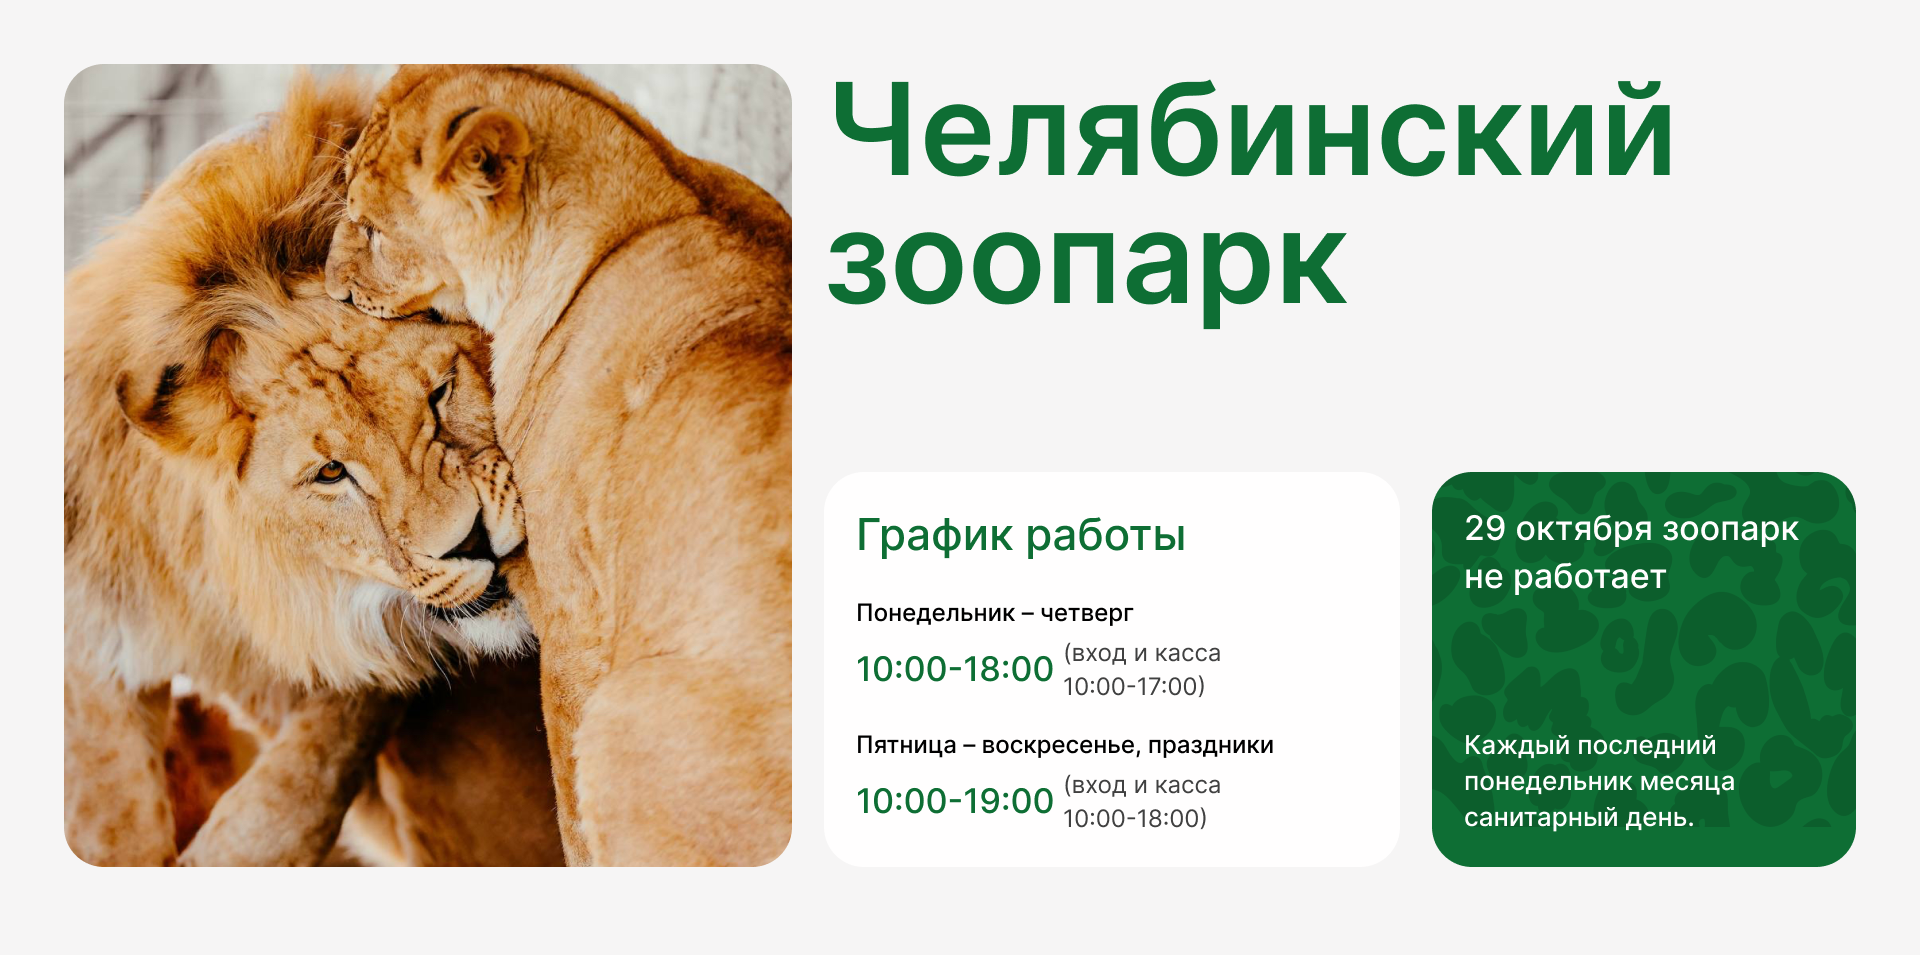 Челябинский
зоопарк
График работы
Понедельник – четверг
10:00-18:00 (вход и касса
10:00-17:00)
Пятница – воскресенье, праздники
10:00-19:00 (вход и касса
10:00-18:00)
29 октября зоопарк
не работает
Каждый последний
понедельник месяца
санитарный день.